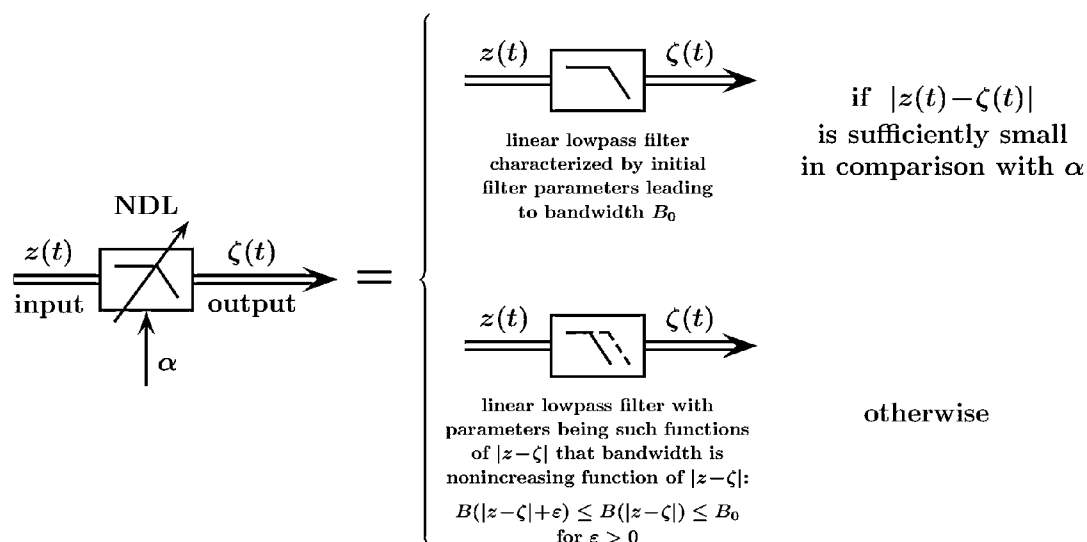 NDL
z(t)
ζ(t)
input
output
α
=
z(t)
ζ(t)
linear lowpass filter
characterized by initial
filter parameters leading
to bandwidth B₀
if |z(t)−ζ(t)|
is sufficiently small
in comparison with α
z(t)
ζ(t)
linear lowpass filter with
parameters being such functions
of |z−ζ| that bandwidth is
nonincreasing function of |z−ζ|:
B(|z−ζ|+ε) ≤ B(|z−ζ|) ≤ B₀
for ε > 0
otherwise